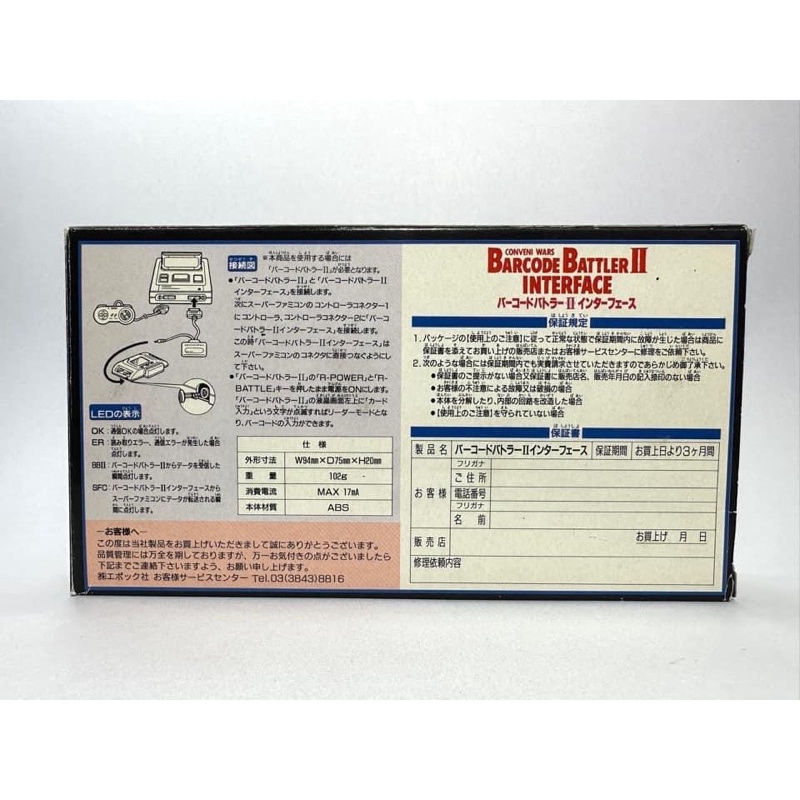 接続図
※本商品を使用する場合には
「バーコードバトラーII」が必要となります。
●「バーコードバトラーII」と「バーコードバトラーII
インターフェース」を接続します。
次にスーパーファミコンのコントローラコネクター1
にコントローラ、コントローラコネクター2に「バーコ
ードバトラーIIインターフェース」を接続します。
この時「バーコードバトラーIIインターフェース」は
スーパーファミコンのコネクターに直接つなぐようにし
て下さい。
●「バーコードバトラーII」の「R-POWER」と「R-
BATTLE」キーを押したまま電源をONにします。
「バーコードバトラーII」の液晶画面左上に「カード
入力」という文字が点滅すればリーダーモードとな
り、バーコードの入力ができます。
LEDの表示
OK:通信OKの場合点灯します。
ER:読み取りエラー、通信エラーが発生した場合
点灯します。
BBII:バーコードバトラーIIからデータを受信した
瞬間点灯します。
SFC:バーコードバトラーIIインターフェースから
スーパーファミコンにデータが転送される瞬
間に点灯します。
仕様
外形寸法 W94mm×D75mm×H20mm
重量 102g
消費電流 MAX 17mA
本体材質 ABS
―お客様へ―
この度は当社製品をお買上げいただきまして誠にありがとうございます。
品質管理には万全を期しておりますが、万一お気付きの点がございましたら
下記までご連絡下さいますよう、お願い申し上げます。
㈱エポック社 お客様サービスセンター Tel.03(3843)8816
CONVENI WARS
BARCODE BATTLER II
INTERFACE
バーコードバトラーIIインターフェース
保証規定
1.パッケージの【使用上のご注意】に従って正常な状態で保証期間内に故障が生じた場合は商品に
保証書を添えてお買い上げの販売店またはお客様サービスセンターに修理をご依頼下さい。
2.次のような場合には保証期間内でも実費請求させていただきますのであらかじめ御了承下さい。
●保証書のご提示がない場合又保証書に販売店名、販売年月日の記入捺印のない場合
●お客様の不注意による故障又は破損の場合
●本体を分解したり、内部の回路を改造した場合
●【使用上のご注意】を守られていない場合
保証書
製品名 バーコードバトラーIIインターフェース 保証期間 お買上日より3ヶ月間
お客様
フリガナ
ご住所
電話番号
フリガナ
名前
販売店 お買上げ 月 日
修理依頼内容